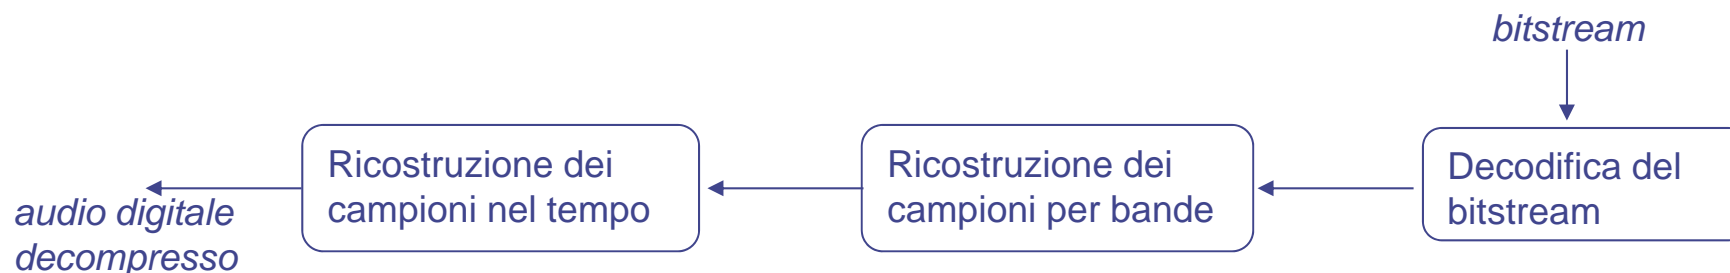 bitstream
Decodifica del
bitstream
Ricostruzione dei
campioni per bande
Ricostruzione dei
campioni nel tempo
audio digitale
decompresso